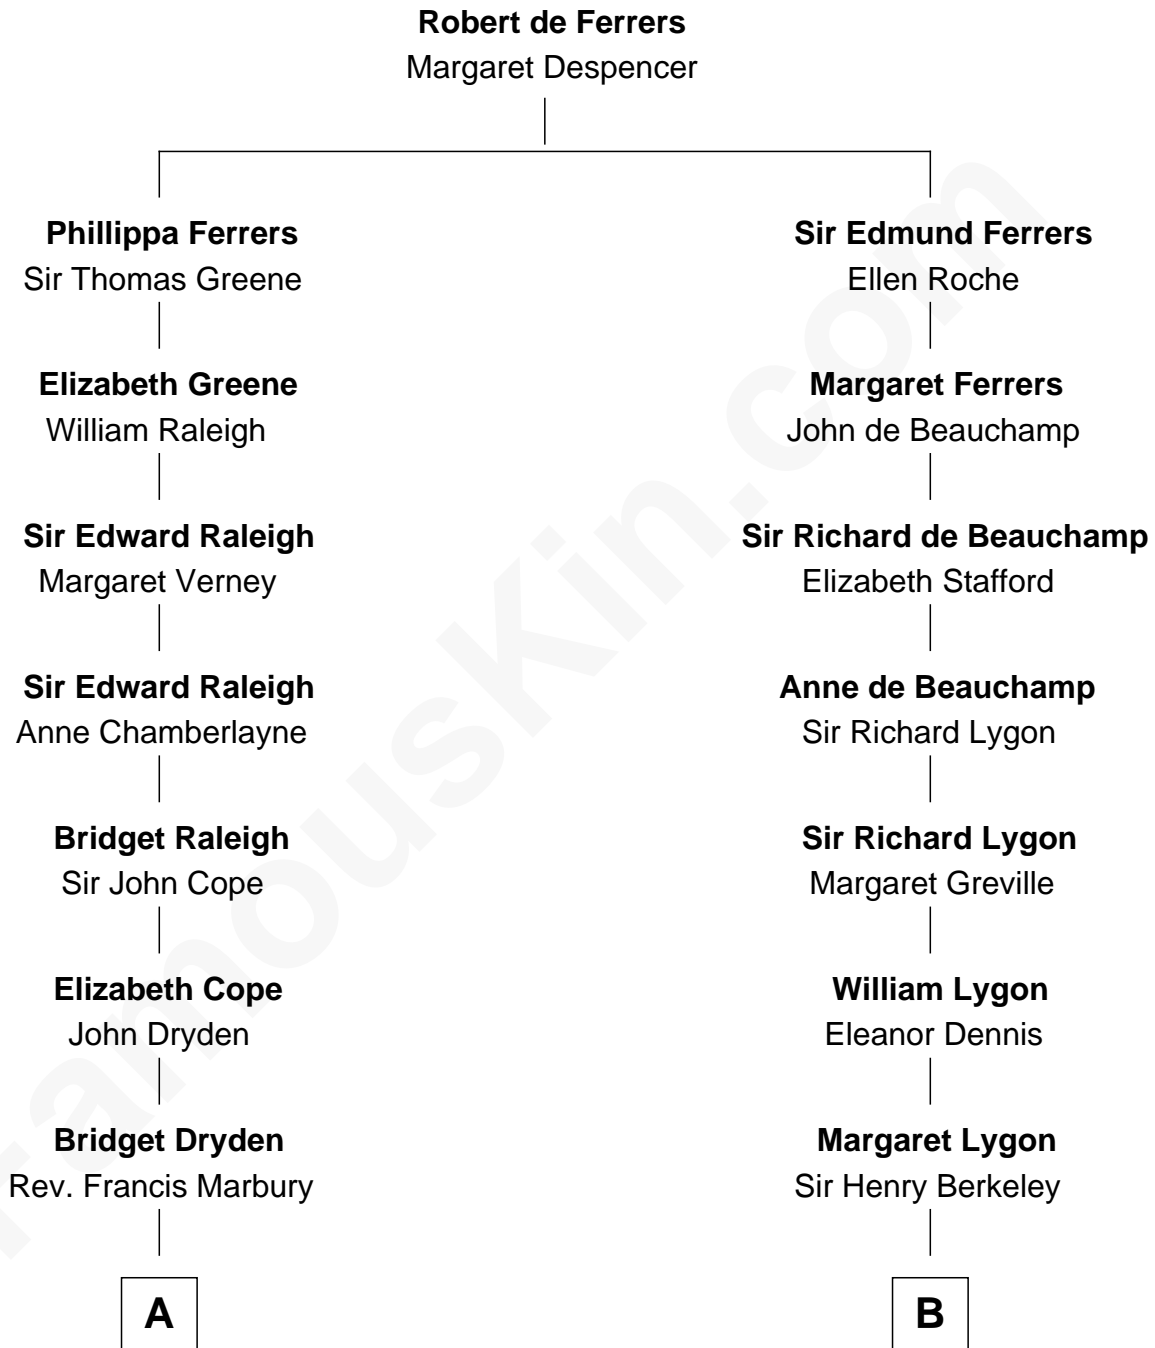 Robert de Ferrers
Margaret Despencer
Phillippa Ferrers
Sir Thomas Greene
Elizabeth Greene
William Raleigh
Sir Edward Raleigh
Margaret Verney
Sir Edward Raleigh
Anne Chamberlayne
Bridget Raleigh
Sir John Cope
Elizabeth Cope
John Dryden
Bridget Dryden
Rev. Francis Marbury
A
Sir Edmund Ferrers
Ellen Roche
Margaret Ferrers
John de Beauchamp
Sir Richard de Beauchamp
Elizabeth Stafford
Anne de Beauchamp
Sir Richard Lygon
Sir Richard Lygon
Margaret Greville
William Lygon
Eleanor Dennis
Margaret Lygon
Sir Henry Berkeley
B
famouskin.com